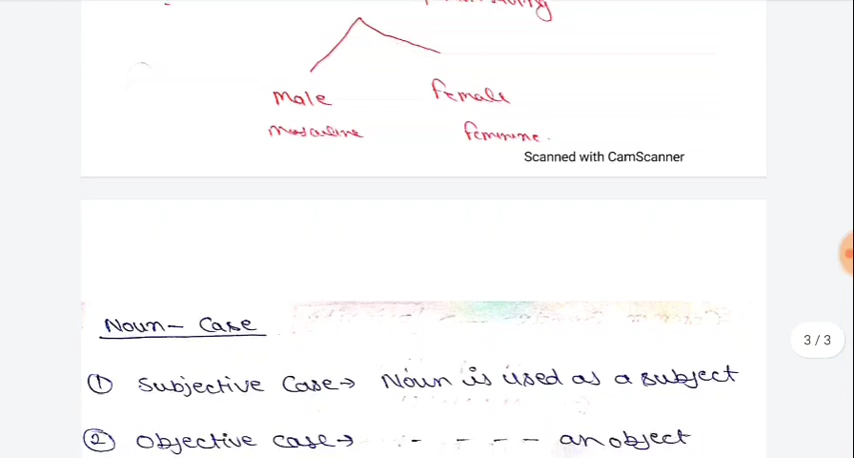 male female
masculine feminine.
Scanned with CamScanner
Noun - Case
3 / 3
① Subjective Case → Noun is used as a subject
② Objective case → - - - - an object